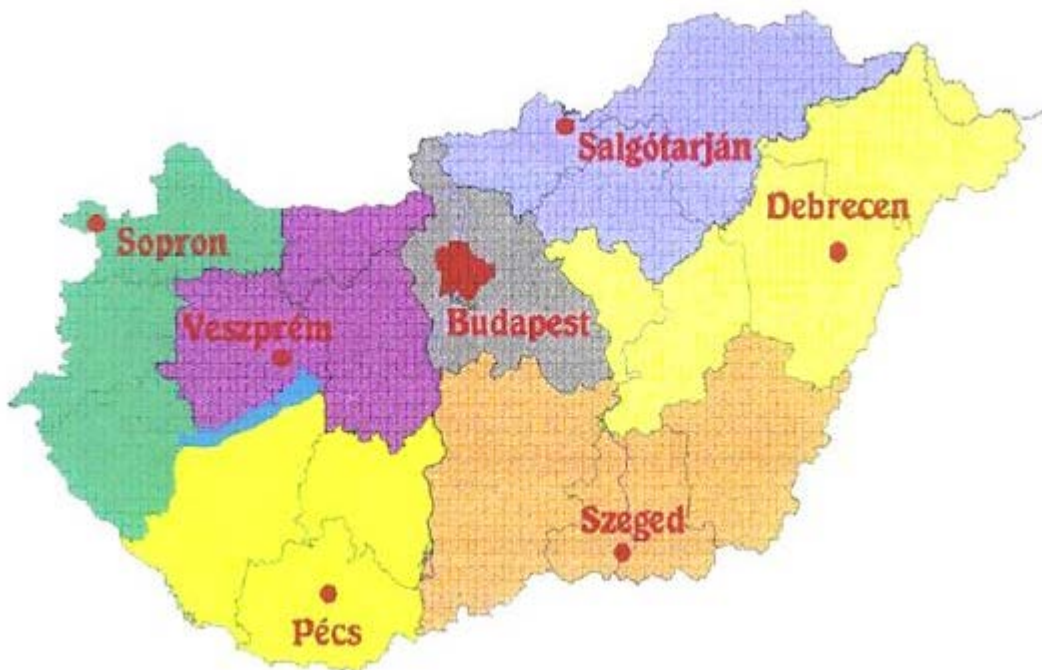 Salgótarján
Debrecen
Sopron
Budapest
Veszprém
Szeged
Pécs